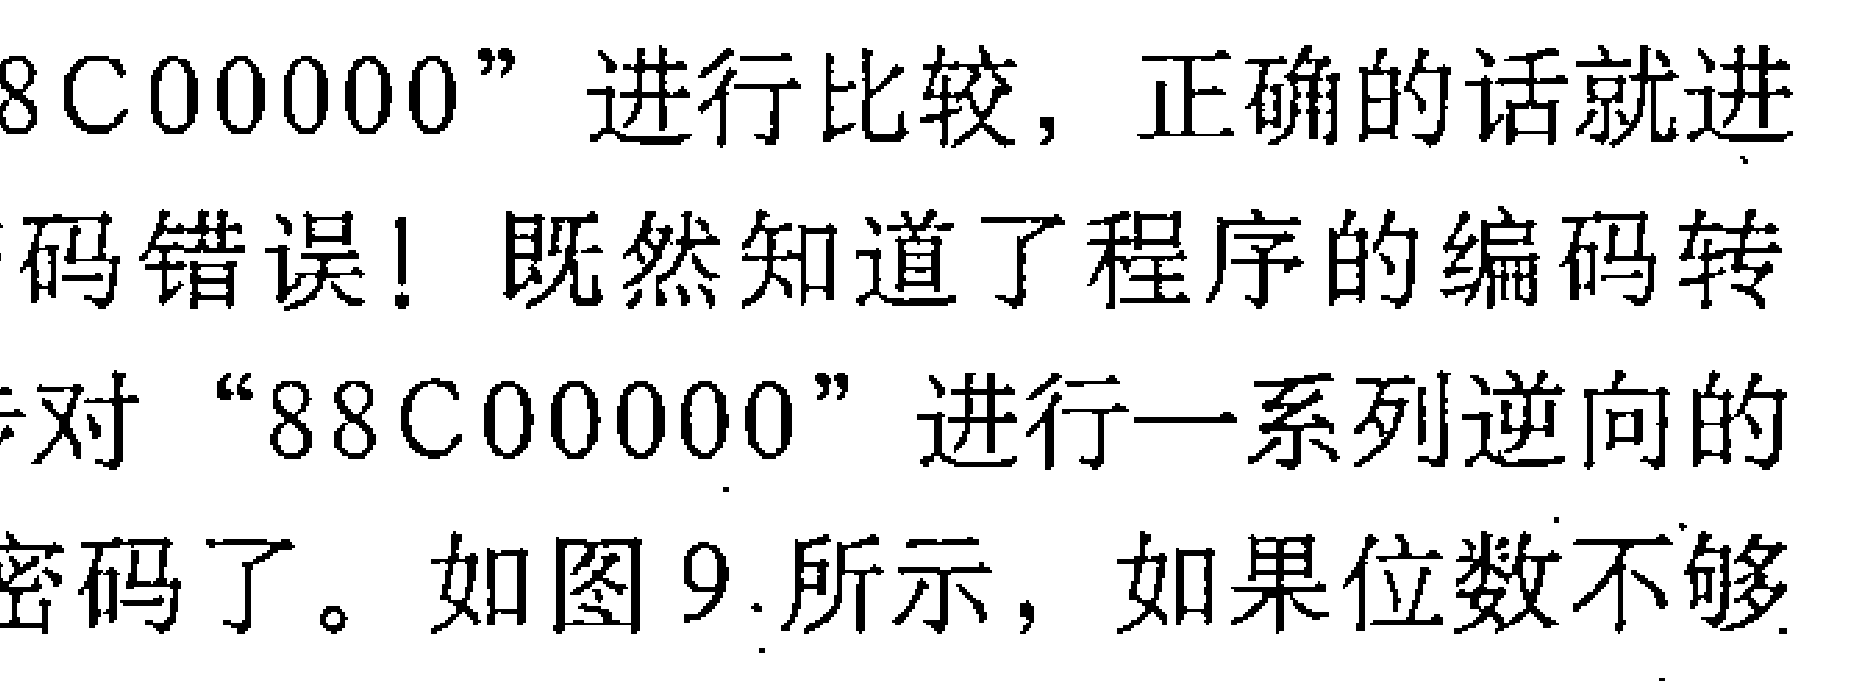 8C00000”进行比较，正确的话就进
码错误！既然知道了程序的编码转
对“88C00000”进行一系列逆向的
密码了。如图9所示，如果位数不够